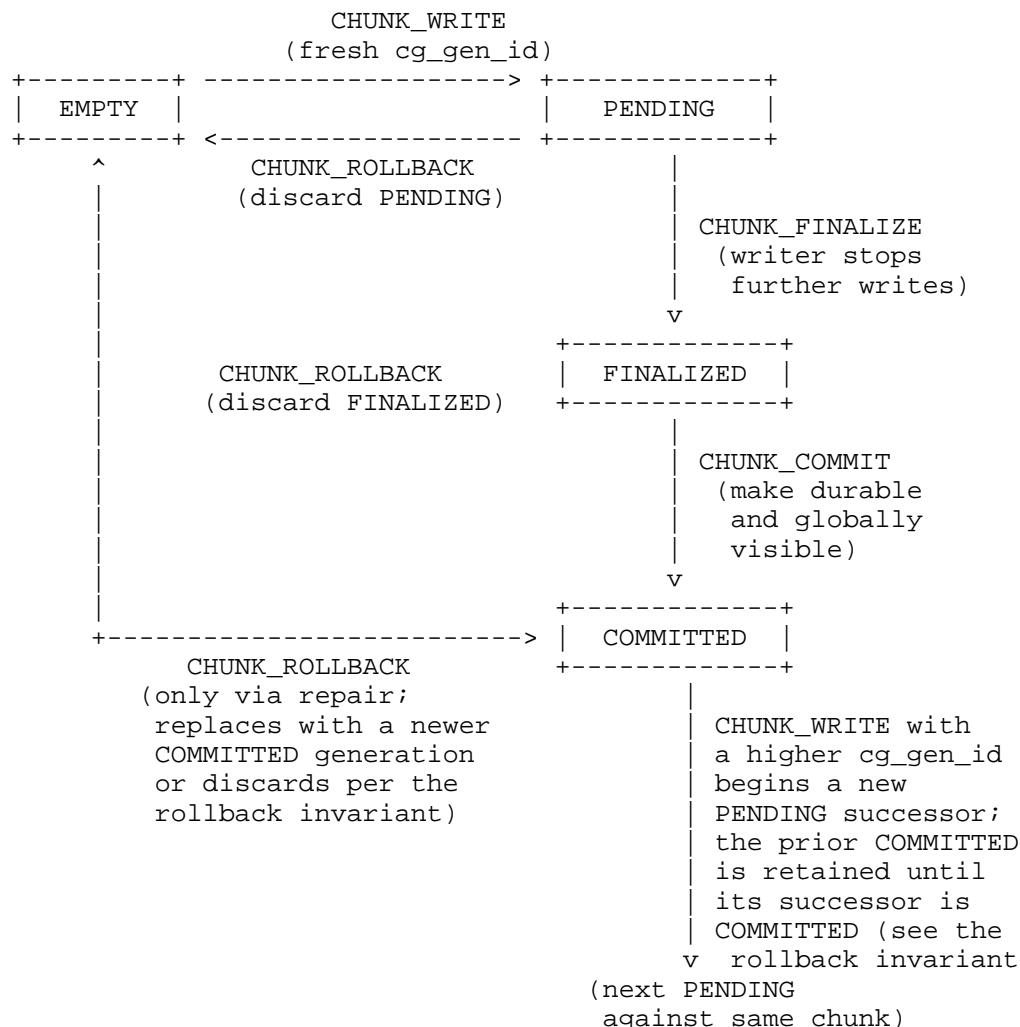 CHUNK_WRITE
(fresh cg_gen_id)
+---------+ --------------------> +-------------+
|  EMPTY  |                       |   PENDING   |
+---------+ <------------------- +-------------+
^ CHUNK_ROLLBACK |
| (discard PENDING) |
| | CHUNK_FINALIZE
| | (writer stops
| | further writes)
| v
| +-------------+
| CHUNK_ROLLBACK | FINALIZED |
| (discard FINALIZED) +-------------+
| |
| | CHUNK_COMMIT
| | (make durable
| | and globally
| | visible)
| v
| +-------------+
+--------------------------> | COMMITTED |
CHUNK_ROLLBACK +-------------+
(only via repair; |
replaces with a newer | CHUNK_WRITE with
COMMITTED generation | a higher cg_gen_id
or discards per the | begins a new
rollback invariant) | PENDING successor;
| the prior COMMITTED
| is retained until
| its successor is
| COMMITTED (see the
v rollback invariant
(next PENDING
against same chunk)